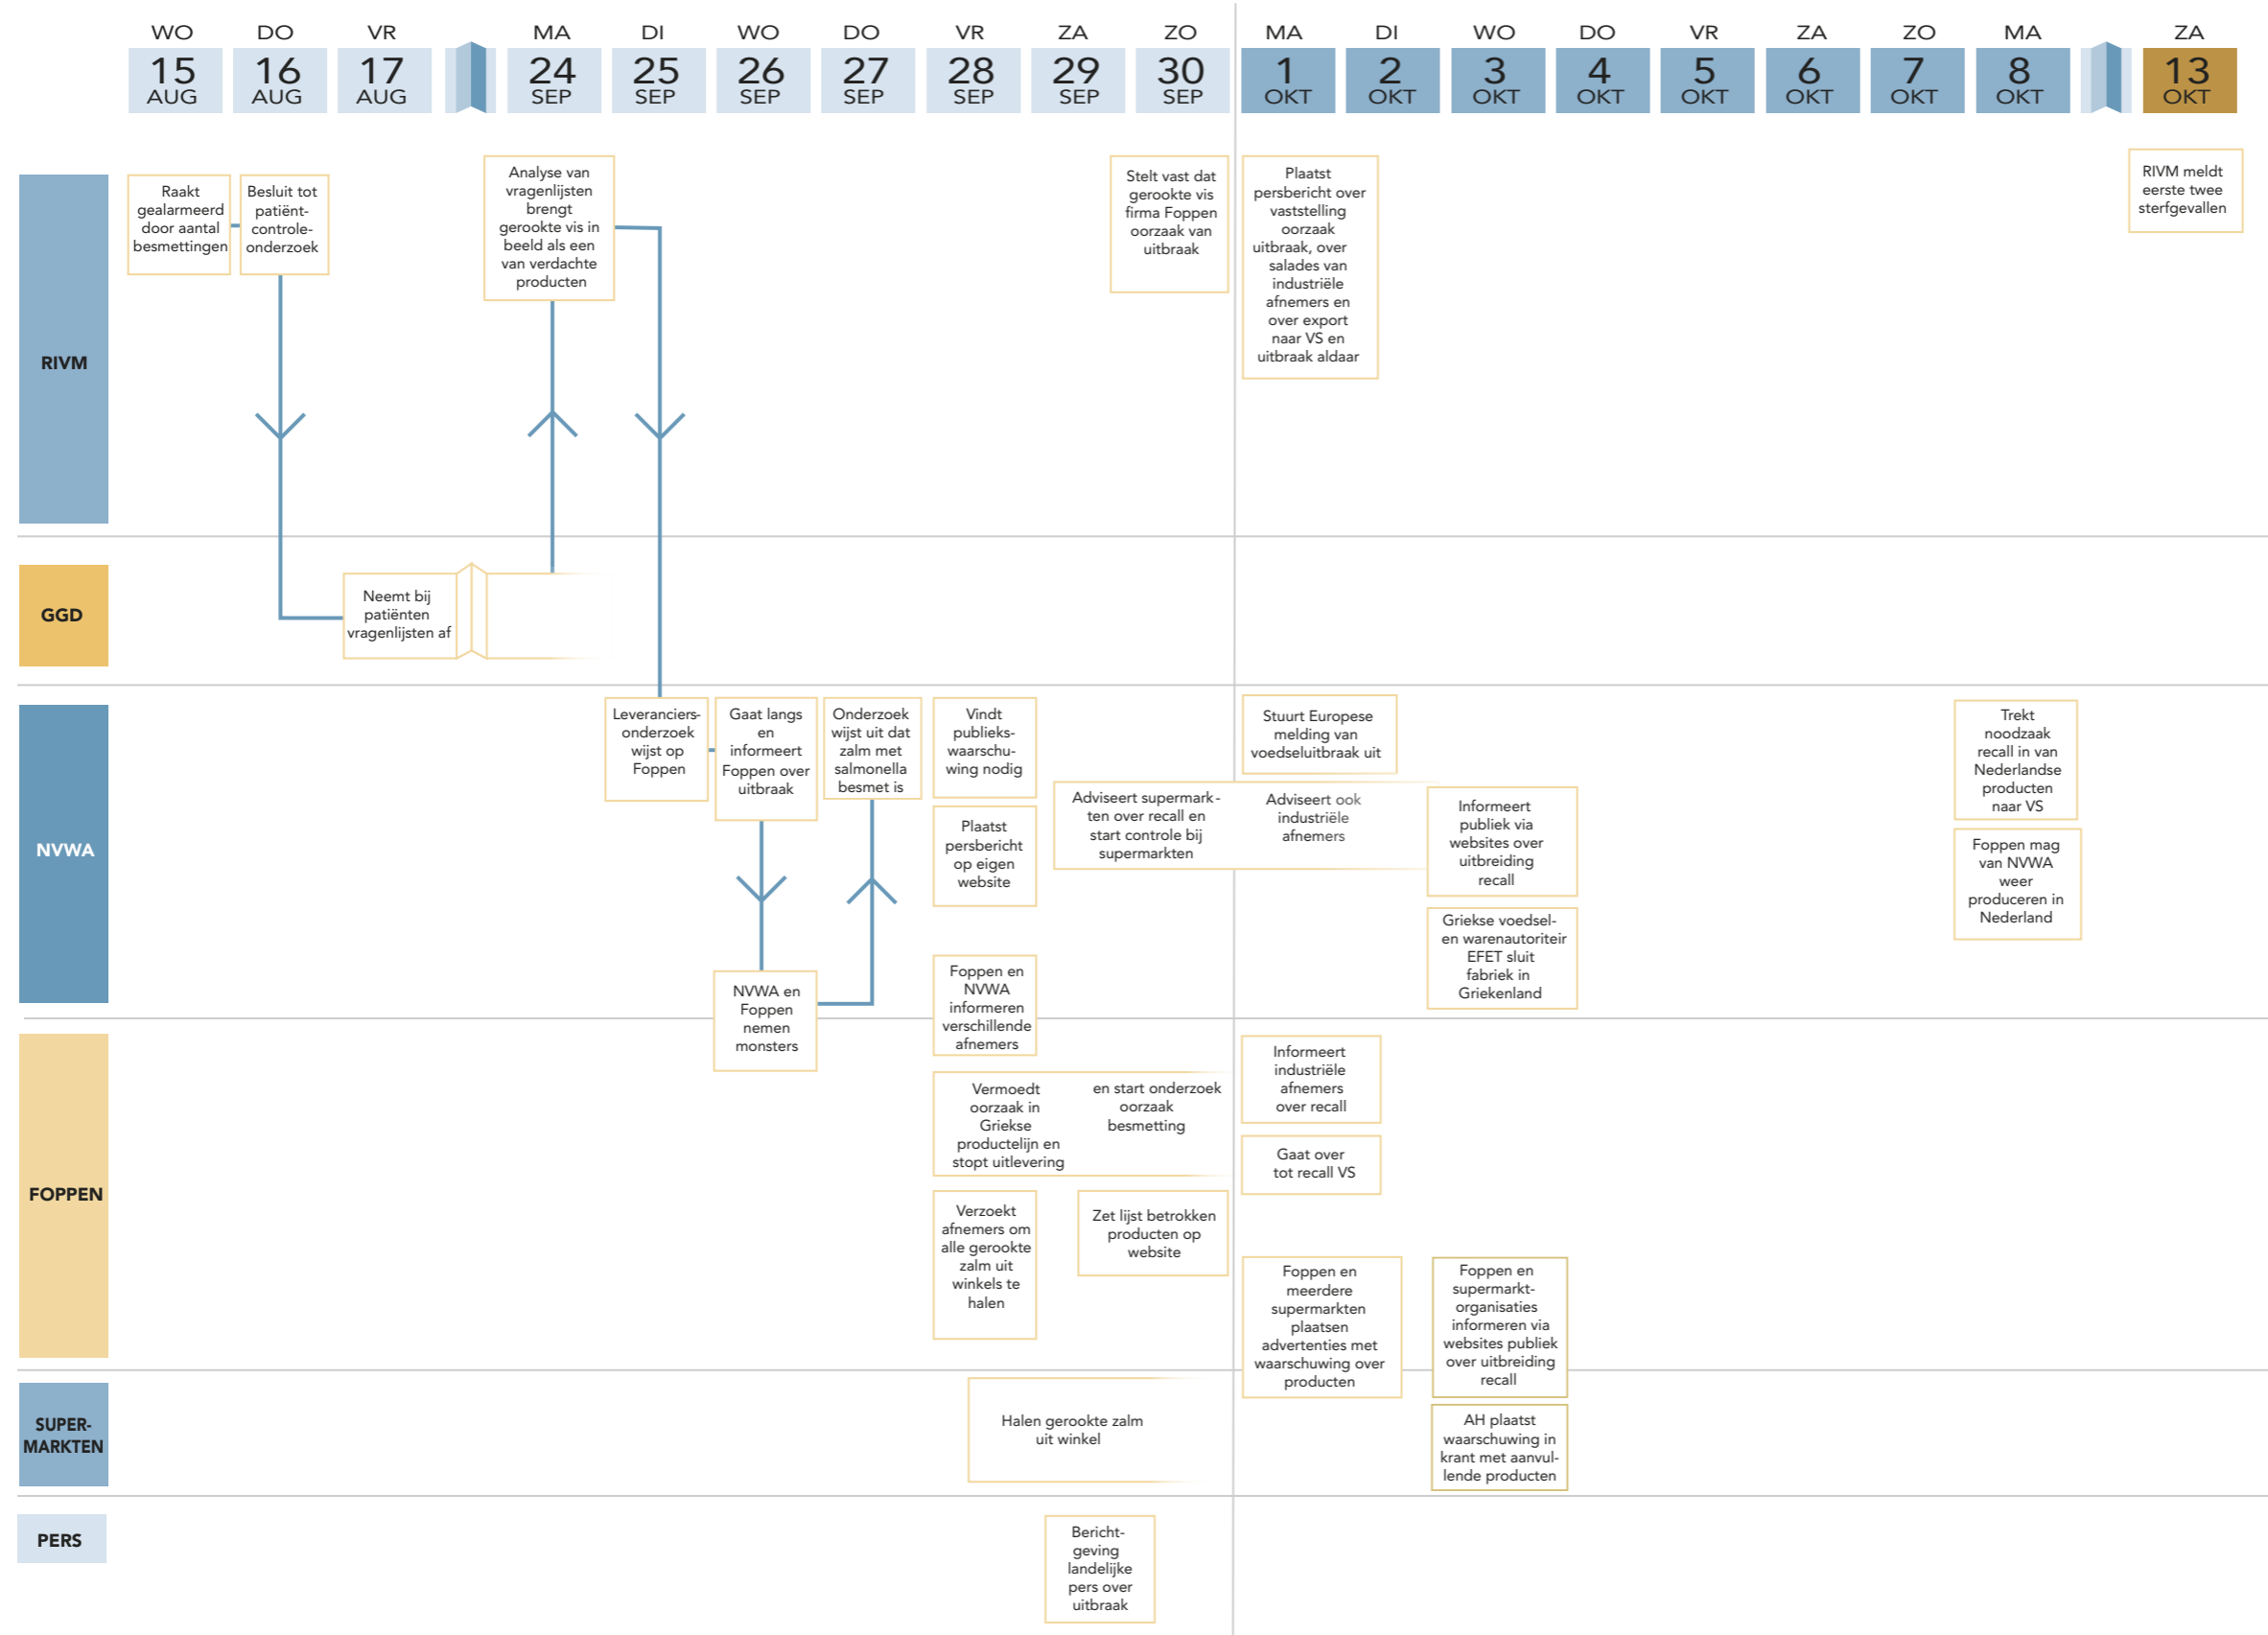 WO DO VR MA DI WO DO VR ZA ZO MA DI WO DO VR ZA ZO MA ZA
15 16 17 24 25 26 27 28 29 30 1 2 3 4 5 6 7 8 13
AUG AUG AUG SEP SEP SEP SEP SEP SEP SEP OKT OKT OKT OKT OKT OKT OKT OKT OKT
RIVM
Raakt
gealarmeerd
door aantal
besmettingen
Besluit tot
patiënt-
controle-
onderzoek
Analyse van
vragenlijsten
brengt
gerookte vis in
beeld als een
van verdachte
producten
Stelt vast dat
gerookte vis
firma Foppen
oorzaak van
uitbraak
Plaatst
persbericht over
vaststelling
oorzaak
uitbraak, over
salades van
industriële
afnemers en
over export
naar VS en
uitbraak aldaar
RIVM meldt
eerste twee
sterfgevallen
GGD
Neemt bij
patiënten
vragenlijsten af
NVWA
Leveranciers-
onderzoek
wijst op
Foppen
Gaat langs
en
informeert
Foppen over
uitbraak
Onderzoek
wijst uit dat
zalm met
salmonella
besmet is
Vindt
publieks-
waarschu-
wing nodig
Plaatst
persbericht
op eigen
website
Stuurt Europese
melding van
voedseluitbraak uit
Adviseert supermark-
ten over recall en
start controle bij
supermarkten
Adviseert ook
industriële
afnemers
Informeert
publiek via
websites over
uitbreiding
recall
Griekse voedsel-
en warenautoriteir
EFET sluit
fabriek in
Griekenland
Trekt
noodzaak
recall in van
Nederlandse
producten
naar VS
Foppen mag
van NVWA
weer
produceren in
Nederland
NVWA en
Foppen
nemen
monsters
Foppen en
NVWA
informeren
verschillende
afnemers
FOPPEN
Vermoedt
oorzaak in
Griekse
productelijn en
stopt uitlevering
en start onderzoek
oorzaak
besmetting
Verzoekt
afnemers om
alle gerookte
zalm uit
winkels te
halen
Zet lijst betrokken
producten op
website
Informeert
industriële
afnemers
over recall
Gaat over
tot recall VS
Foppen en
meerdere
supermarkten
plaatsen
advertenties met
waarschuwing over
producten
Foppen en
supermarkt-
organisaties
informeren via
websites publiek
over uitbreiding
recall
SUPER-
MARKTEN
Halen gerookte zalm
uit winkel
AH plaatst
waarschuwing in
krant met aanvul-
lende producten
PERS
Bericht-
geving
landelijke
pers over
uitbraak